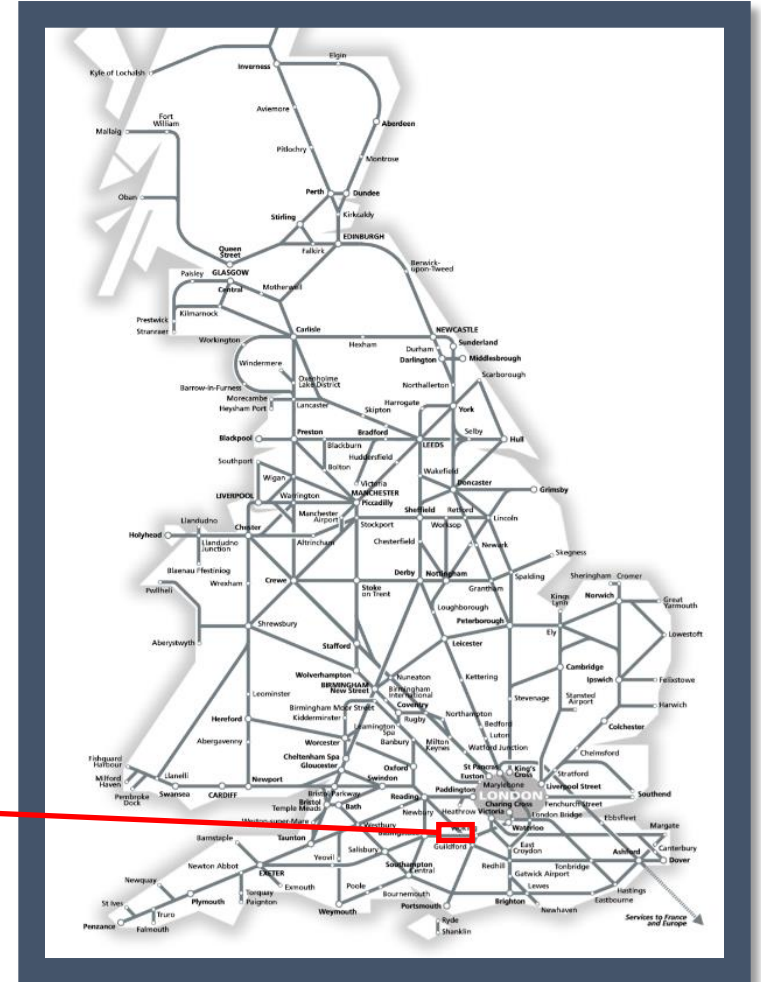 Elgin
Inverness
Kyle of Lochalsh
Aviemore
Fort
William
Aberdeen
Mallaig
Pitlochry
Montrose
Perth
Dundee
Oban
Stirling
Kirkcaldy
EDINBURGH
Queen
Street
Falkirk
Berwick-
upon-Tweed
Paisley
GLASGOW
Central
Motherwell
Prestwick
Kilmarnock
Stranraer
Carlisle
NEWCASTLE
Workington
Hexham
Durham
Sunderland
Darlington
Middlesbrough
Windermere
Scarborough
Oxenholme
Lake District
Northallerton
Barrow-in-Furness
Morecambe
Lancaster
Harrogate
York
Heysham Port
Skipton
Blackpool
Preston
Bradford
Selby
Hull
Blackburn
LEEDS
Huddersfield
Southport
Bolton
Wakefield
Wigan
Victoria
Doncaster
LIVERPOOL
Warrington
MANCHESTER
Piccadilly
Grimsby
Manchester
Airport
Sheffield
Retford
Llandudno
Chester
Stockport
Worksop
Lincoln
Holyhead
Llandudno
Junction
Altrincham
Chesterfield
Newark
Skegness
Blaenau Ffestiniog
Wrexham
Crewe
Stoke
on Trent
Derby
Nottingham
Grantham
Spalding
Sheringham
Cromer
Pwllheli
Kings
Lynn
Norwich
Great
Yarmouth
Loughborough
Shrewsbury
Peterborough
Ely
Lowestoft
Aberystwyth
Stafford
Leicester
Cambridge
Wolverhampton
Nuneaton
Kettering
Ipswich
Felixstowe
BIRMINGHAM
New Street
Birmingham
International
Leominster
Stevenage
Stansted
Airport
Harwich
Birmingham Moor Street
Coventry
Hereford
Kidderminster
Rugby
Northampton
Colchester
Leamington
Spa
Bedford
Abergavenny
Worcester
Banbury
Milton
Keynes
Luton
Watford Junction
Chelmsford
Fishguard
Harbour
Cheltenham Spa
Gloucester
Oxford
St Pancras
King's
Cross
Euston
Stratford
Milford
Haven
Llanelli
Newport
Swindon
Marylebone
Liverpool Street
Pembroke
Dock
Swansea
CARDIFF
Bristol Parkway
Paddington
LONDON
Southend
Bristol
Temple Meads
Bath
Reading
Heathrow
Charing Cross
Fenchurch Street
Newbury
Victoria
London Bridge
Ebbsfleet
Weston-super-Mare
Westbury
Waterloo
Margate
Barnstaple
Taunton
Guildford
East
Croydon
Canterbury
Salisbury
Redhill
Ashford
Dover
Newton Abbot
Yeovil
Southampton
Central
Tonbridge
EXETER
Gatwick Airport
Newquay
Exmouth
Poole
Lewes
Hastings
St Ives
Plymouth
Torquay
Paignton
Bournemouth
Eastbourne
Truro
Weymouth
Portsmouth
Brighton
Newhaven
Penzance
Falmouth
Ryde
Shanklin
Services to France
and Europe